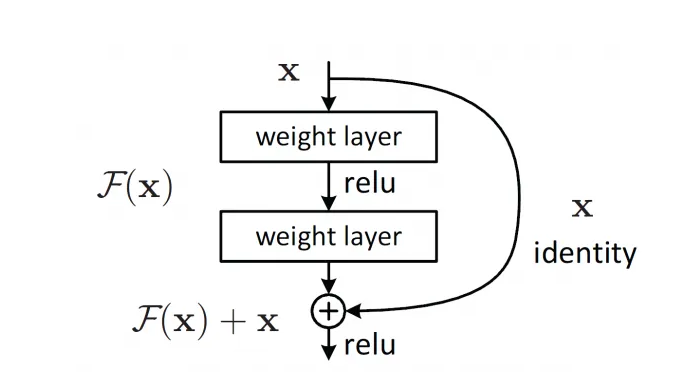 x
weight layer
F(x)
relu
x
weight layer
identity
F(x) + x
+
relu